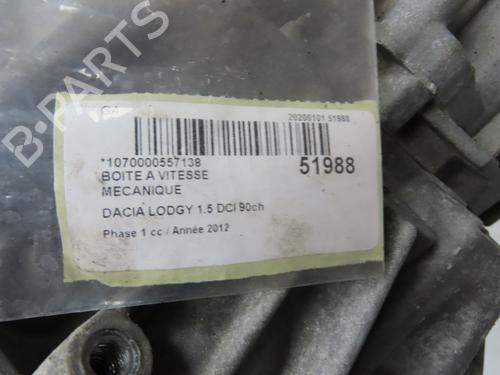 GA
20200101 51988
*1070000557138
51988
BOITE A VITESSE
MECANIQUE
DACIA LODGY 1.5 DCI 90ch
Phase 1 cc / Année 2012
B-PARTS